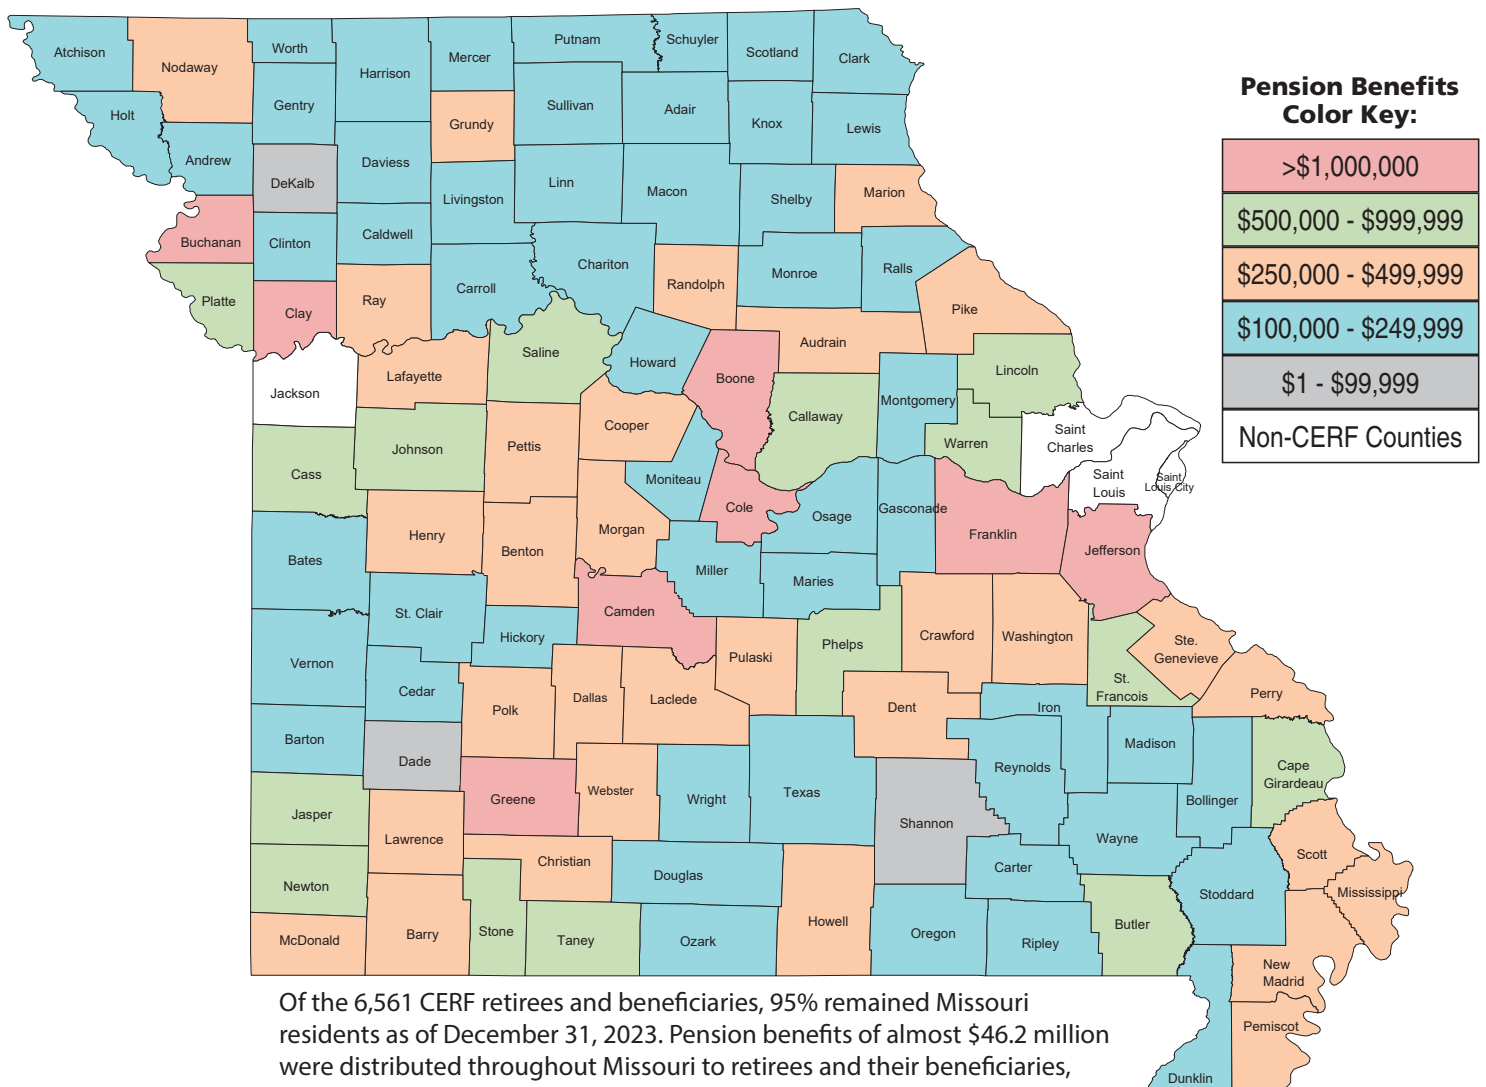 Atchison
Nodaway
Worth
Harrison
Mercer
Putnam
Schuyler
Scotland
Clark
Holt
Gentry
Grundy
Sullivan
Adair
Knox
Lewis
Andrew
DeKalb
Daviess
Livingston
Linn
Macon
Shelby
Marion
Buchanan
Clinton
Caldwell
Chariton
Randolph
Monroe
Ralls
Platte
Clay
Ray
Carroll
Pike
Audrain
Jackson
Lafayette
Saline
Howard
Boone
Lincoln
Callaway
Montgomery
Cass
Johnson
Pettis
Cooper
Moniteau
Warren
Saint
Charles
Saint
Louis
Saint
Louis City
Cole
Osage
Gasconade
Franklin
Jefferson
Bates
Henry
Benton
Morgan
Miller
Maries
St. Clair
Hickory
Camden
Vernon
Cedar
Polk
Dallas
Laclede
Pulaski
Phelps
Crawford
Washington
Ste.
Genevieve
St.
Francois
Perry
Dent
Iron
Barton
Dade
Greene
Webster
Wright
Texas
Reynolds
Madison
Bollinger
Cape
Girardeau
Jasper
Lawrence
Christian
Shannon
Wayne
Scott
Newton
Douglas
Carter
Stoddard
Mississippi
McDonald
Barry
Stone
Taney
Ozark
Howell
Oregon
Ripley
Butler
New
Madrid
Pemiscot
Dunklin
Pension Benefits
Color Key:
>$1,000,000
$500,000 - $999,999
$250,000 - $499,999
$100,000 - $249,999
$1 - $99,999
Non-CERF Counties
Of the 6,561 CERF retirees and beneficiaries, 95% remained Missouri
residents as of December 31, 2023. Pension benefits of almost $46.2 million
were distributed throughout Missouri to retirees and their beneficiaries,